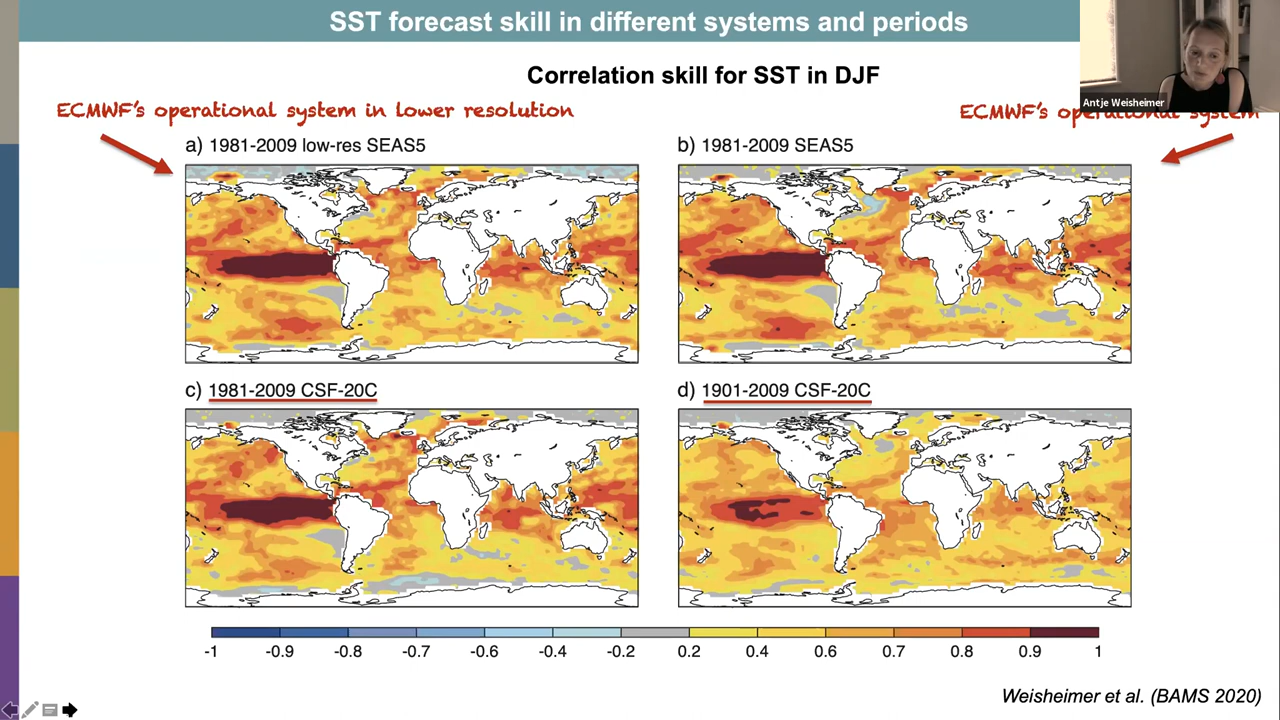 SST forecast skill in different systems and periods
Correlation skill for SST in DJF
Antje Weisheimer
ECMWF's operational system in lower resolution
ECMWF's operational system
a) 1981-2009 low-res SEAS5
b) 1981-2009 SEAS5
c) 1981-2009 CSF-20C
d) 1901-2009 CSF-20C
-1 -0.9 -0.8 -0.7 -0.6 -0.4 -0.2 0.2 0.4 0.6 0.7 0.8 0.9 1
Weisheimer et al. (BAMS 2020)